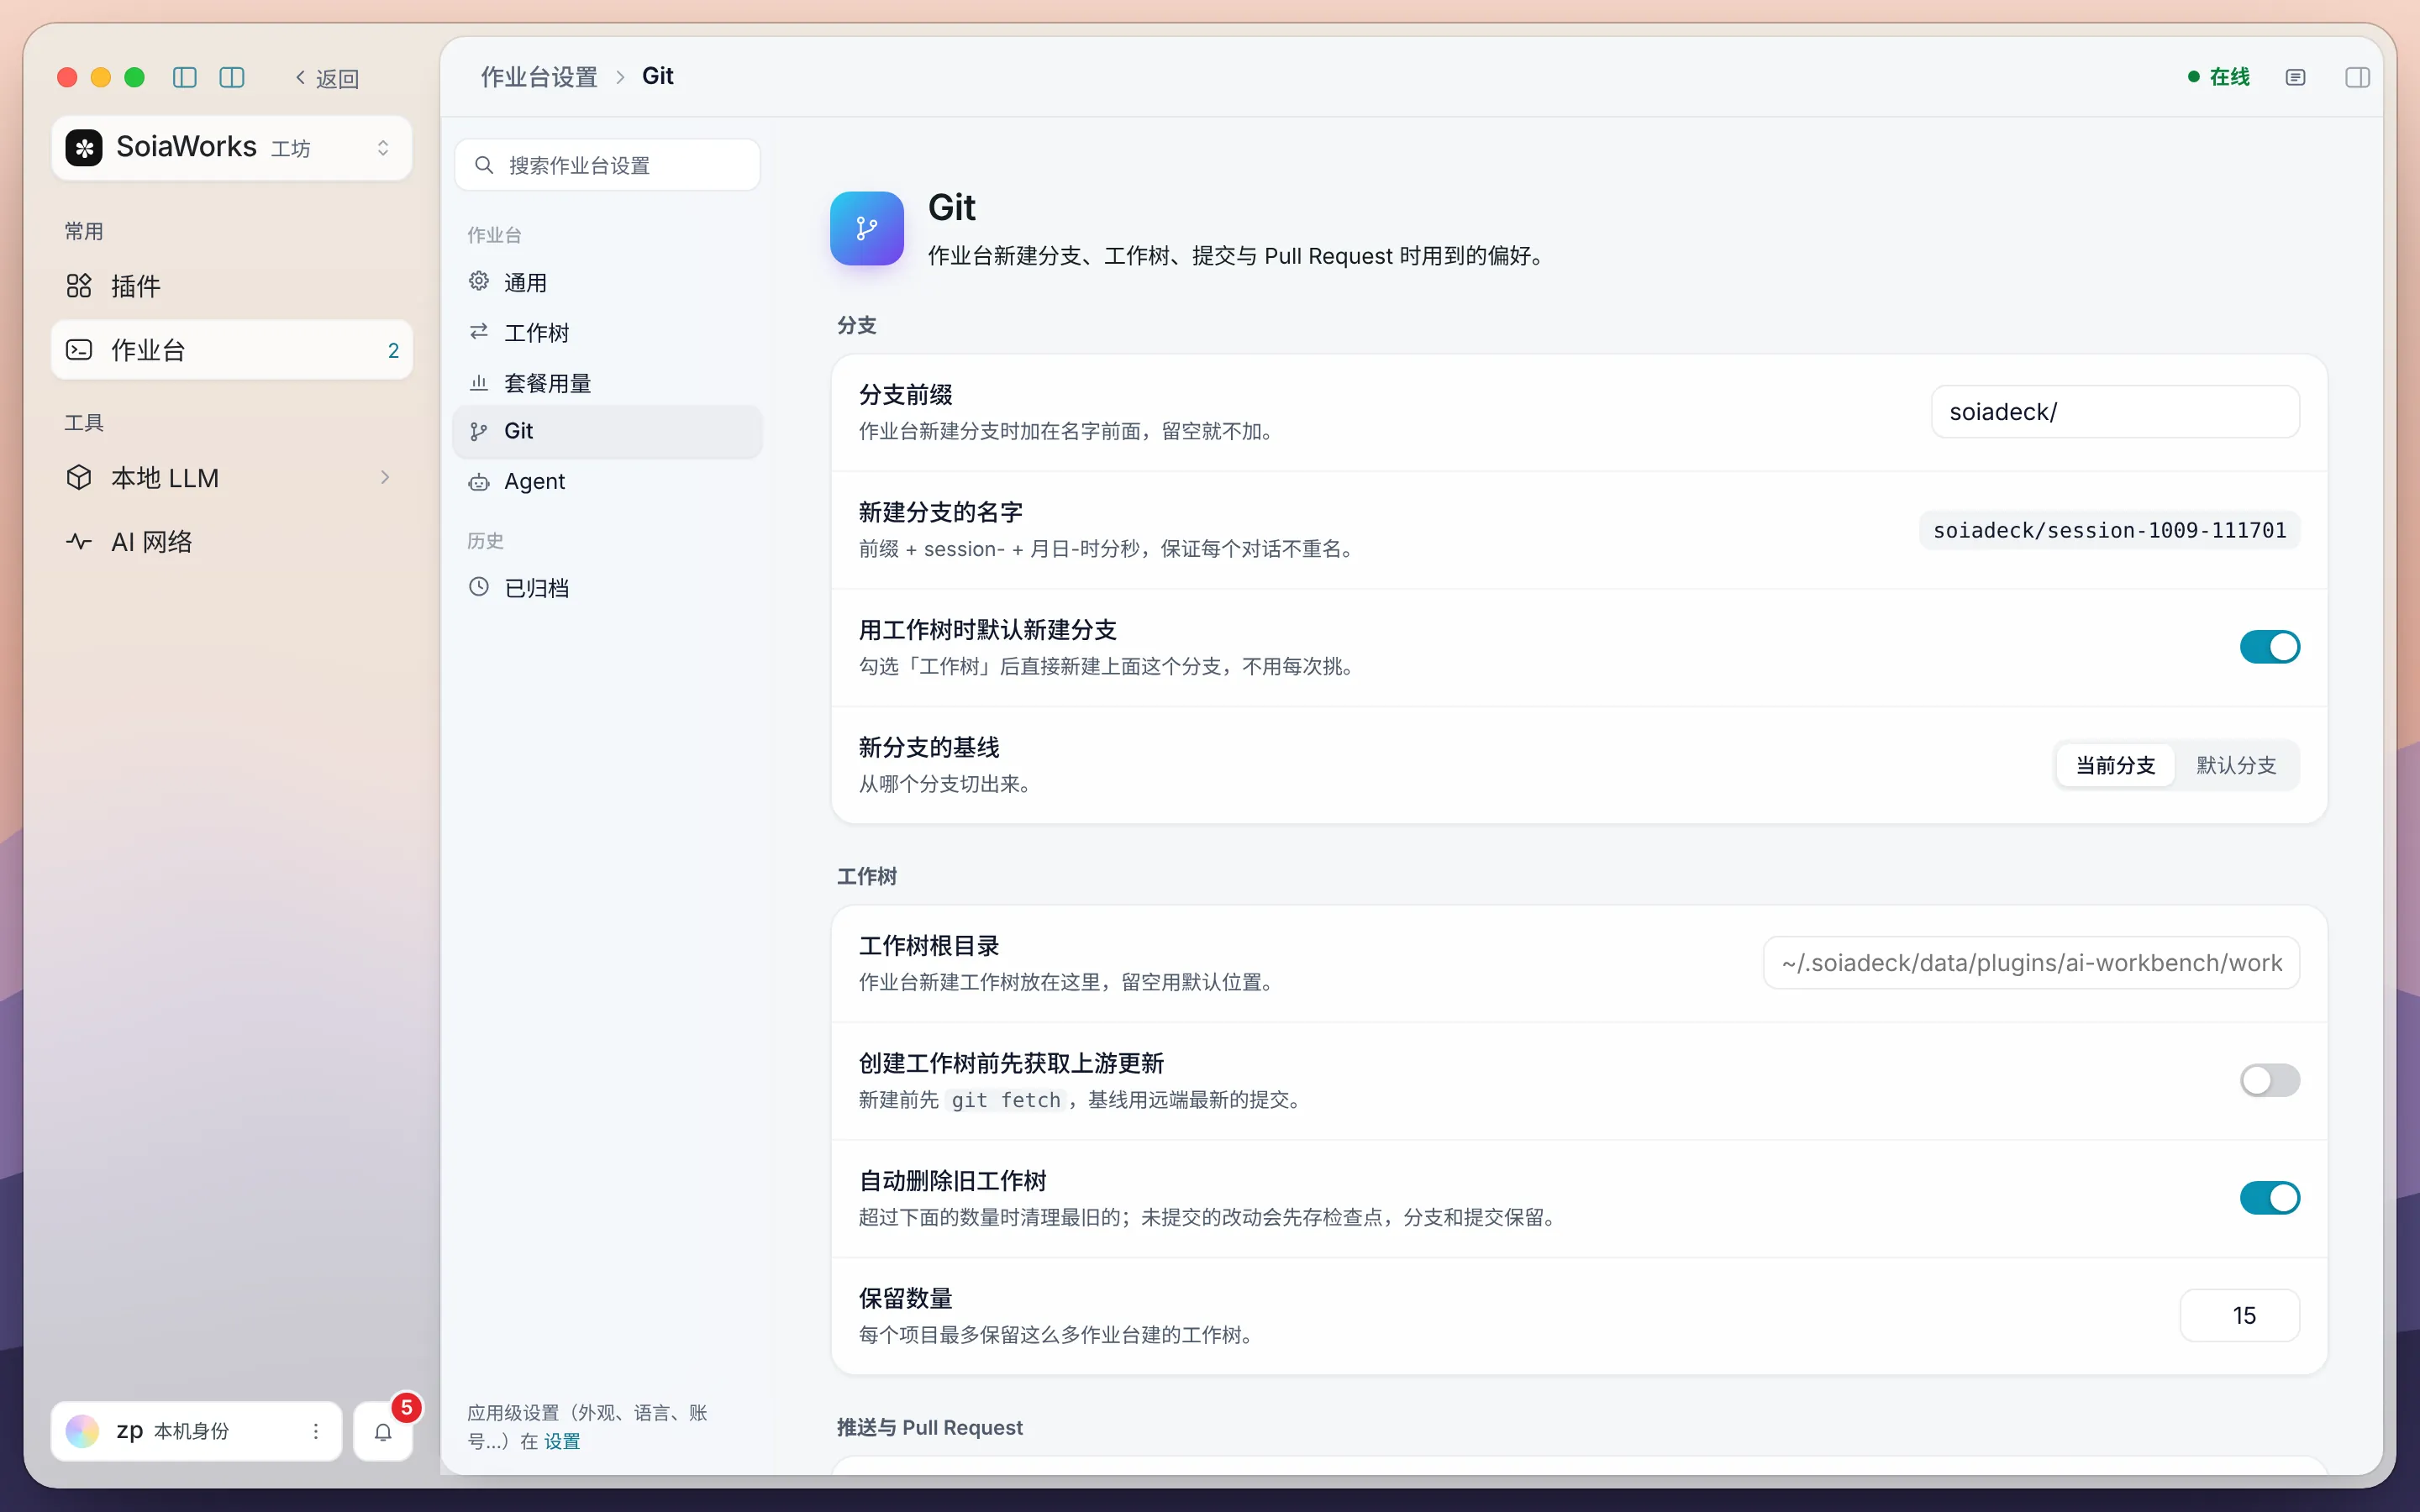 返回
SoiaWorks 工坊
常用
插件
作业台 2
工具
本地 LLM
AI 网络
zp 本机身份
5
作业台设置 > Git
在线
搜索作业台设置
作业台
通用
工作树
套餐用量
Git
Agent
历史
已归档
应用级设置（外观、语言、账
号...）在 设置
Git
作业台新建分支、工作树、提交与 Pull Request 时用到的偏好。
分支
分支前缀
作业台新建分支时加在名字前面，留空就不加。
soiadeck/
新建分支的名字
前缀 + session- + 月日-时分秒，保证每个对话不重名。
soiadeck/session-1009-111701
用工作树时默认新建分支
勾选「工作树」后直接新建上面这个分支，不用每次挑。
新分支的基线
从哪个分支切出来。
当前分支 默认分支
工作树
工作树根目录
作业台新建工作树放在这里，留空用默认位置。
~/.soiadeck/data/plugins/ai-workbench/work
创建工作树前先获取上游更新
新建前先 git fetch，基线用远端最新的提交。
自动删除旧工作树
超过下面的数量时清理最旧的；未提交的改动会先存检查点，分支和提交保留。
保留数量
每个项目最多保留这么多作业台建的工作树。
15
推送与 Pull Request